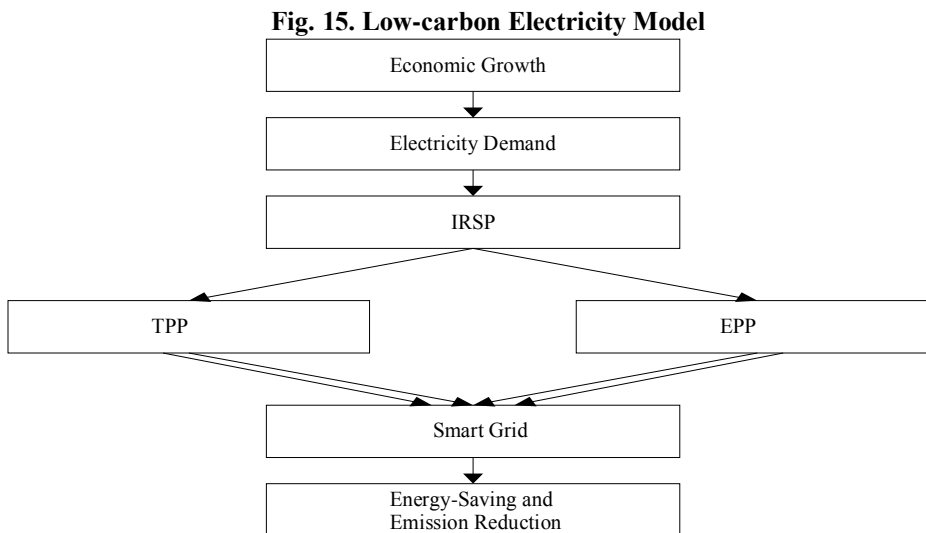 Fig. 15. Low-carbon Electricity Model
Economic Growth
Electricity Demand
IRSP
TPP
EPP
Smart Grid
Energy-Saving and
Emission Reduction